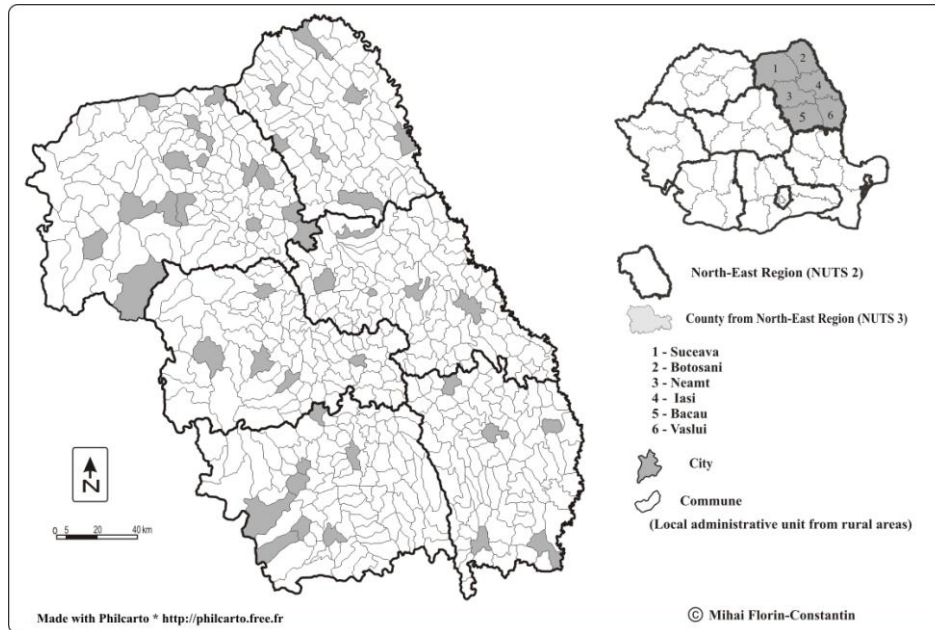 1
2
3
4
5
6
North-East Region (NUTS 2)
County from North-East Region (NUTS 3)
1 - Suceava
2 - Botosani
3 - Neamt
4 - Iasi
5 - Bacau
6 - Vaslui
City
Commune
(Local administrative unit from rural areas)
N
0 5 20 40 km
Made with Philcarto * http://philcarto.free.fr
© Mihai Florin-Constantin